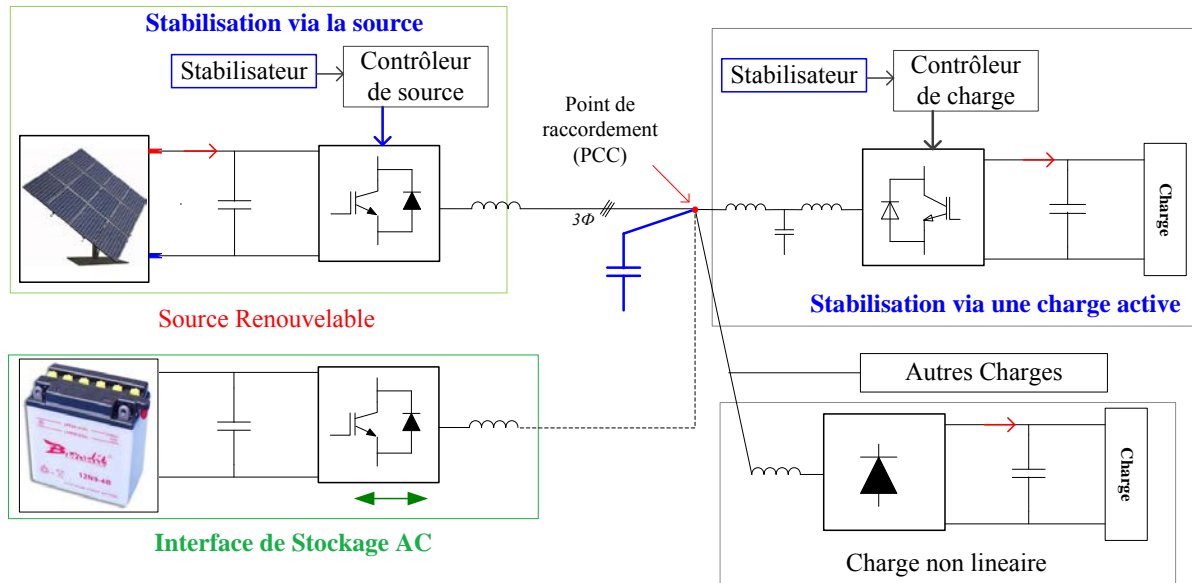 Stabilisation via la source
Stabilisateur
Contrôleur
de source
Source Renouvelable
Point de
raccordement
(PCC)
3Φ
Stabilisateur
Contrôleur
de charge
Charge
Stabilisation via une charge active
Interface de Stockage AC
Autres Charges
Charge
Charge non lineaire